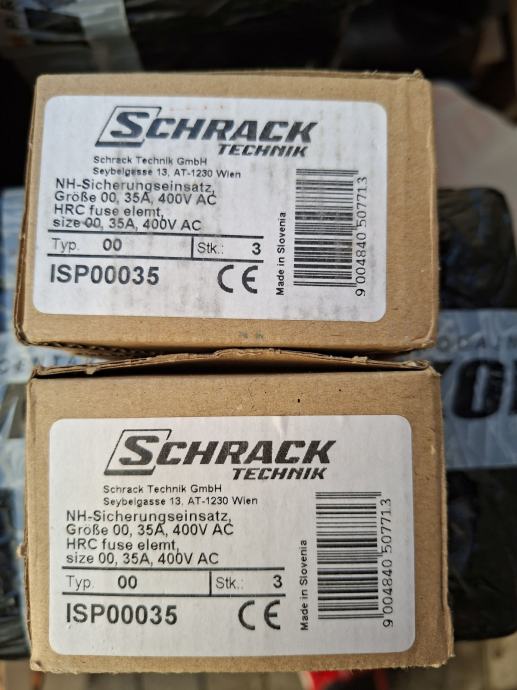 SCHRACK
TECHNIK
Schrack Technik GmbH
Seybelgasse 13, AT-1230 Wien
NH-Sicherungseinsatz,
Größe 00, 35A, 400V AC
HRC fuse elemt,
size 00, 35A, 400V AC
Typ. 00 Stk.: 3
ISP00035 CE
Made in Slovenia
9 004840 507713
SCHRACK
TECHNIK
Schrack Technik GmbH
Seybelgasse 13, AT-1230 Wien
NH-Sicherungseinsatz,
Größe 00, 35A, 400V AC
HRC fuse elemt,
size 00, 35A, 400V AC
Typ. 00 Stk.: 3
ISP00035 CE
Made in Slovenia
9 004840 507713